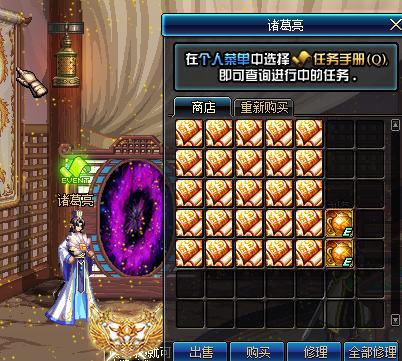 诸葛亮
在个人菜单中选择 任务手册(Q),
即可查询进行中的任务.
商店
重新购买
EVENT
诸葛亮
E
E
出售
购买
修理
全部修理